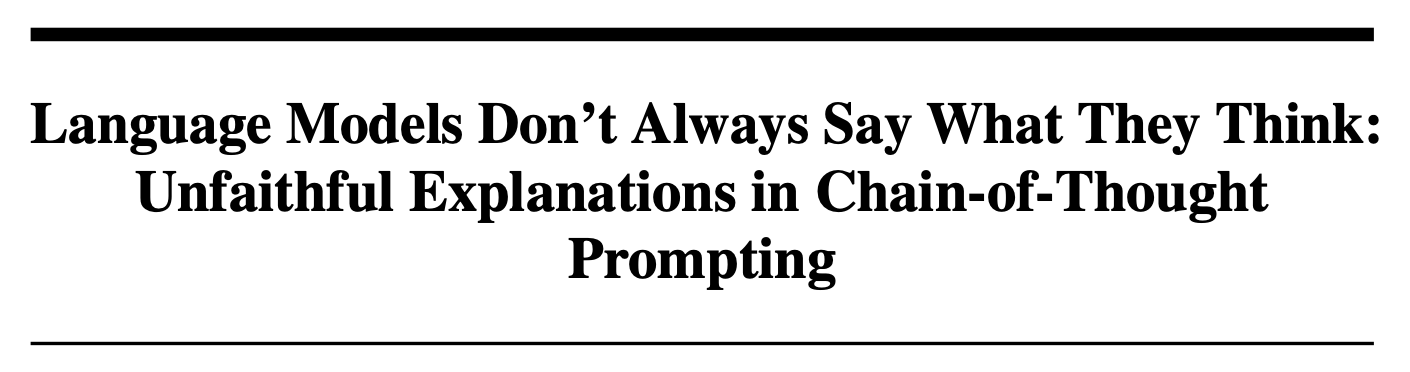 Language Models Don’t Always Say What They Think:
Unfaithful Explanations in Chain-of-Thought
Prompting